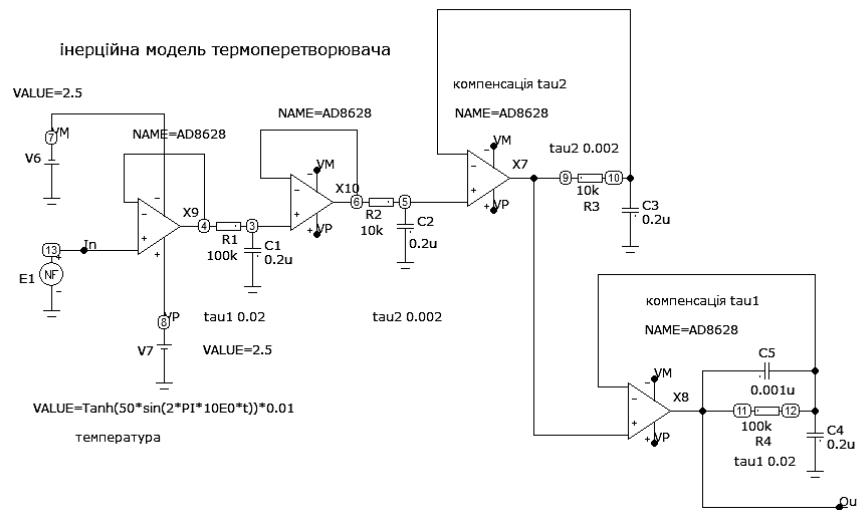 інерційна модель термоперетворювача
компенсація tau2
VALUE=2.5
NAME=AD8628
NAME=AD8628
NAME=AD8628
7
VM
V6
VM
VM
X7
tau2 0.002
9
10
10k
R3
C3
0.2u
X9
X10
VP
VP
4
R1
100k
3
C1
0.2u
6
R2
10k
5
C2
0.2u
13
In
E1
NF
8
VP
V7
tau1 0.02
tau2 0.002
VALUE=2.5
компенсація tau1
NAME=AD8628
VM
X8
VP
C5
0.001u
11
12
100k
R4
C4
0.2u
tau1 0.02
VALUE=Tanh(50*sin(2*PI*10E0*t))*0.01
температура
Ou